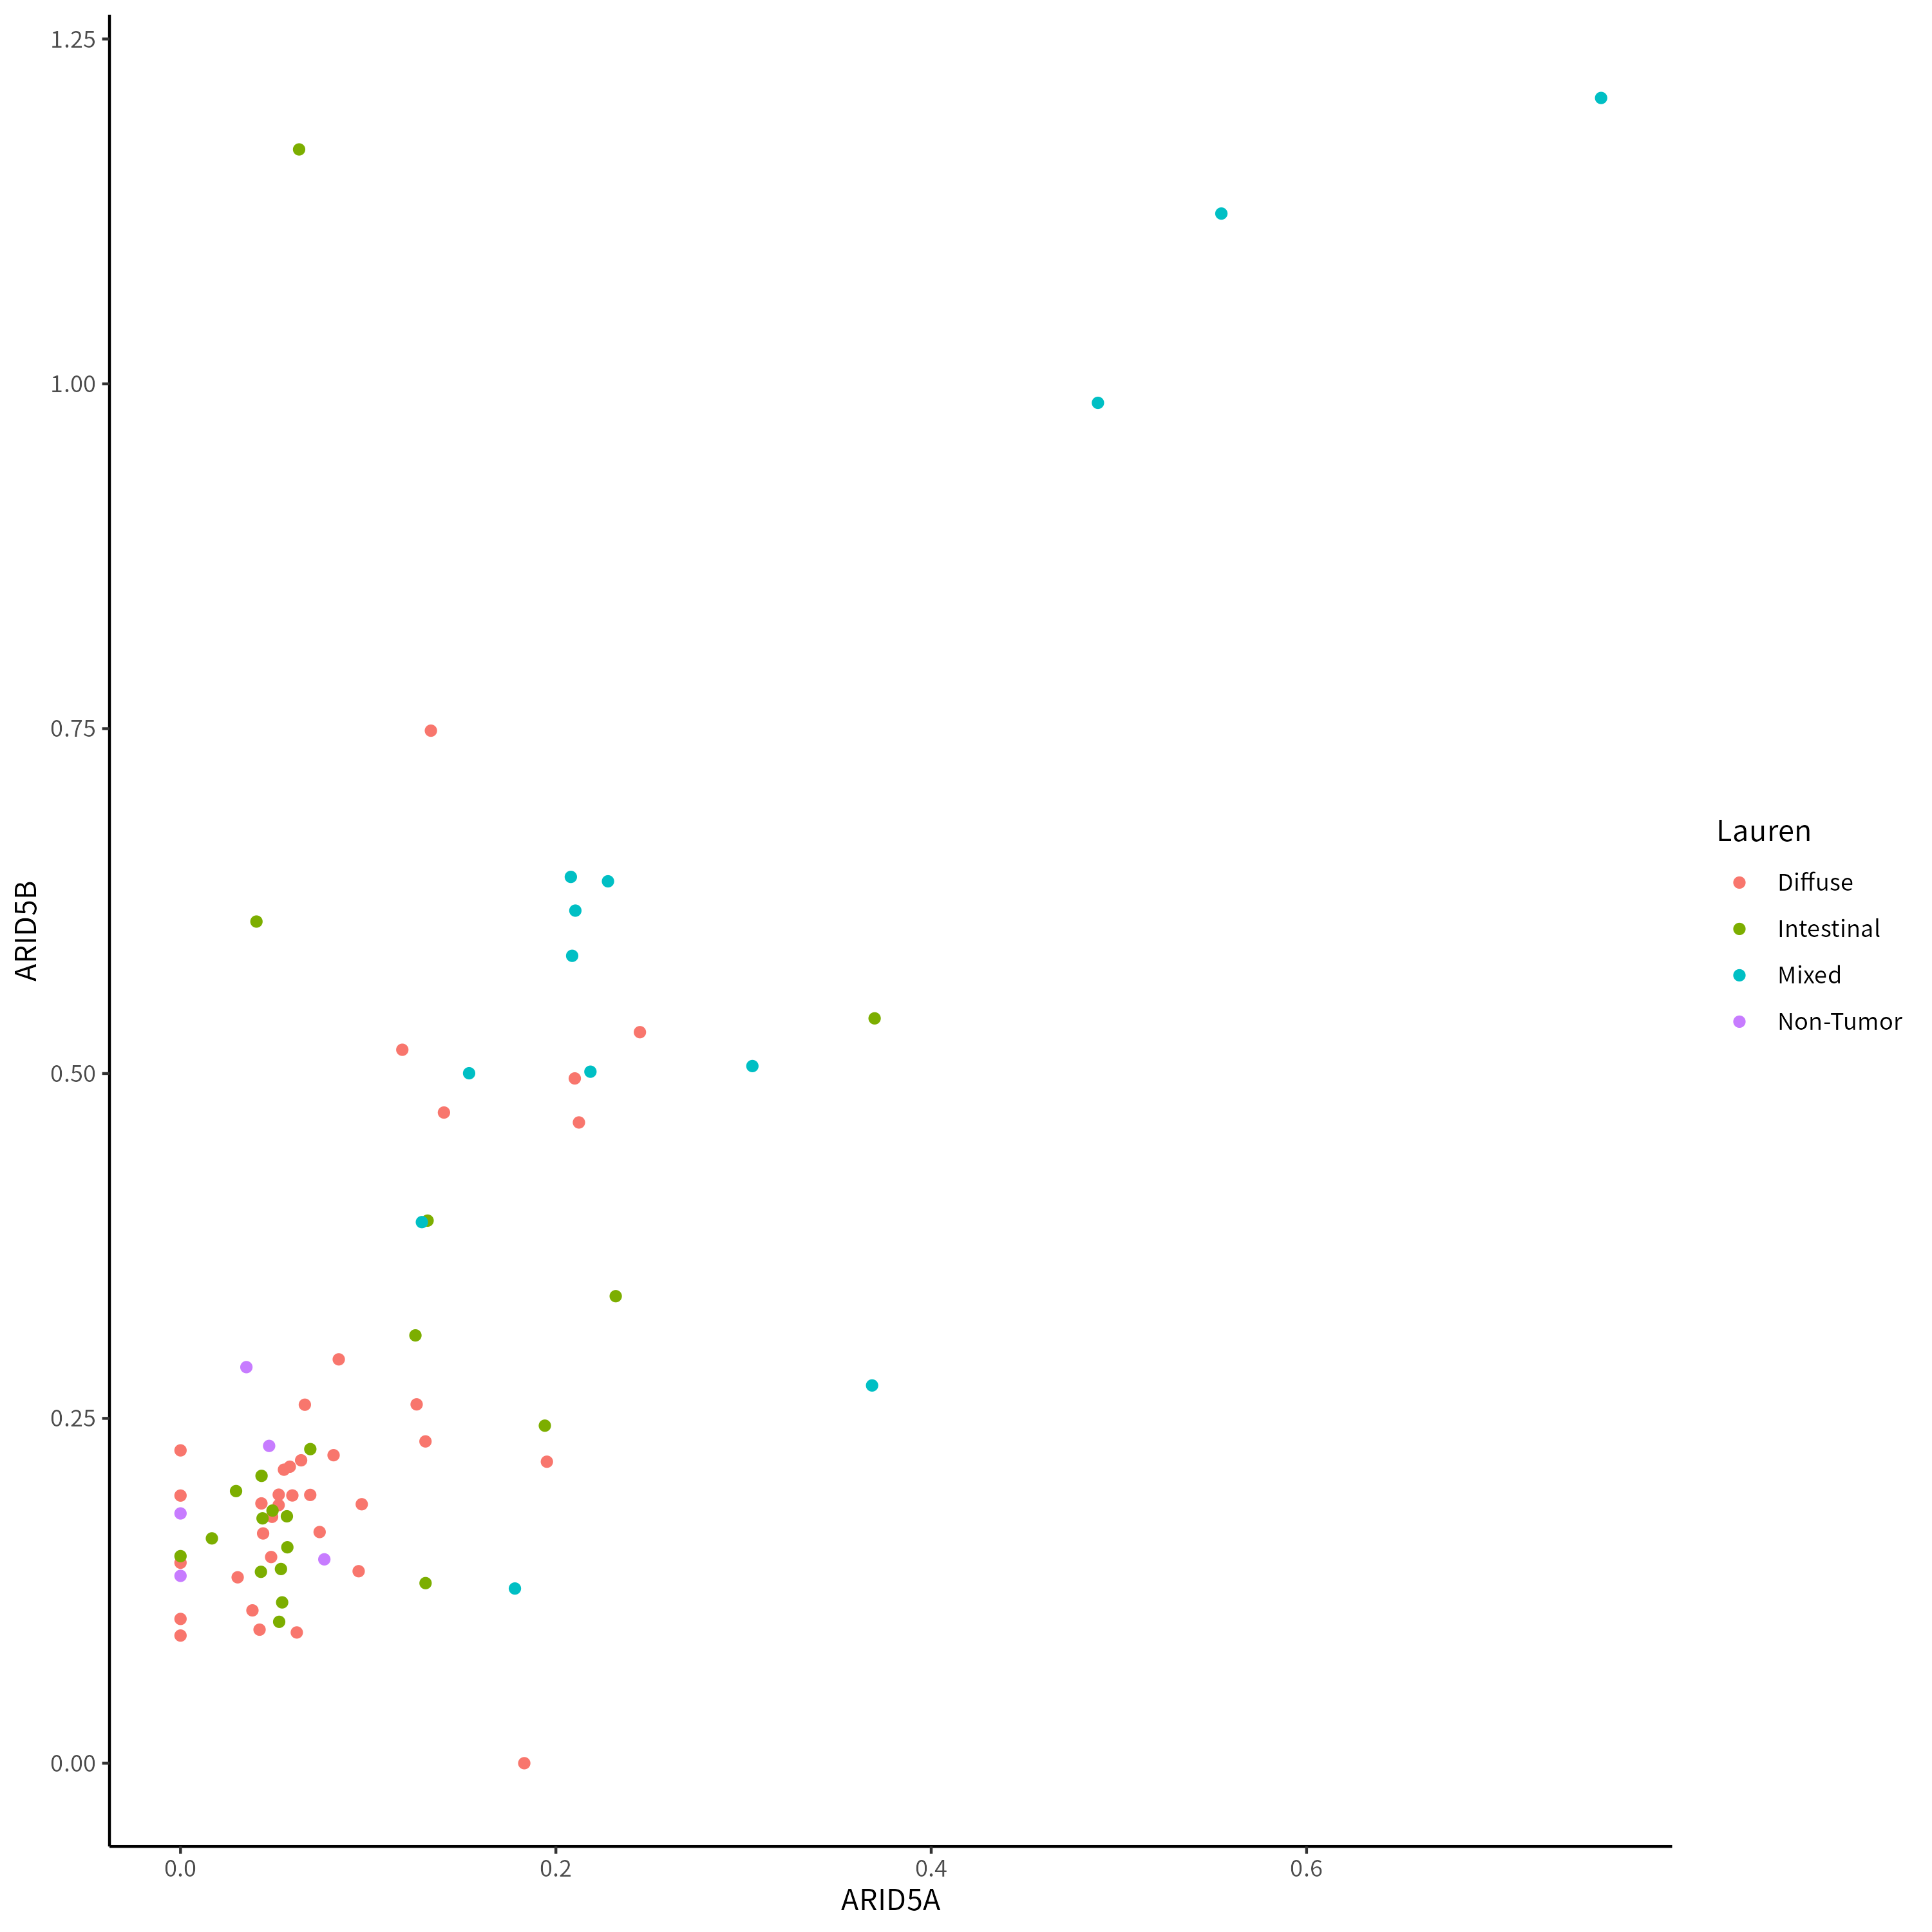 1.25
1.00
0.75
0.50
0.25
0.00
ARID5B
0.0
0.2
0.4
0.6
ARID5A
Lauren
Diffuse
Intestinal
Mixed
Non-Tumor